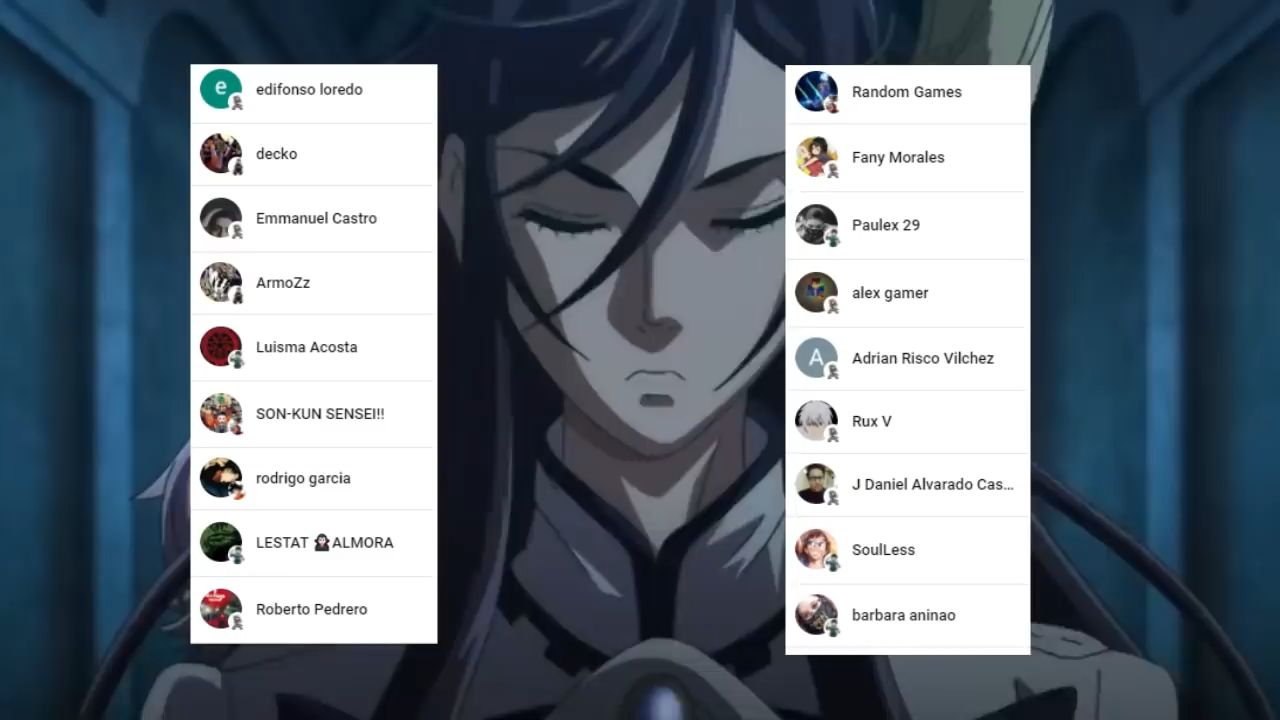 edifonso loredo
decko
Emmanuel Castro
ArmoZz
Luisma Acosta
SON-KUN SENSEI!!
rodrigo garcia
LESTAT 🧛🏻‍♂️ALMORA
Roberto Pedrero
Random Games
Fany Morales
Paulex 29
alex gamer
Adrian Risco Vilchez
Rux V
J Daniel Alvarado Cas...
SoulLess
barbara aninao